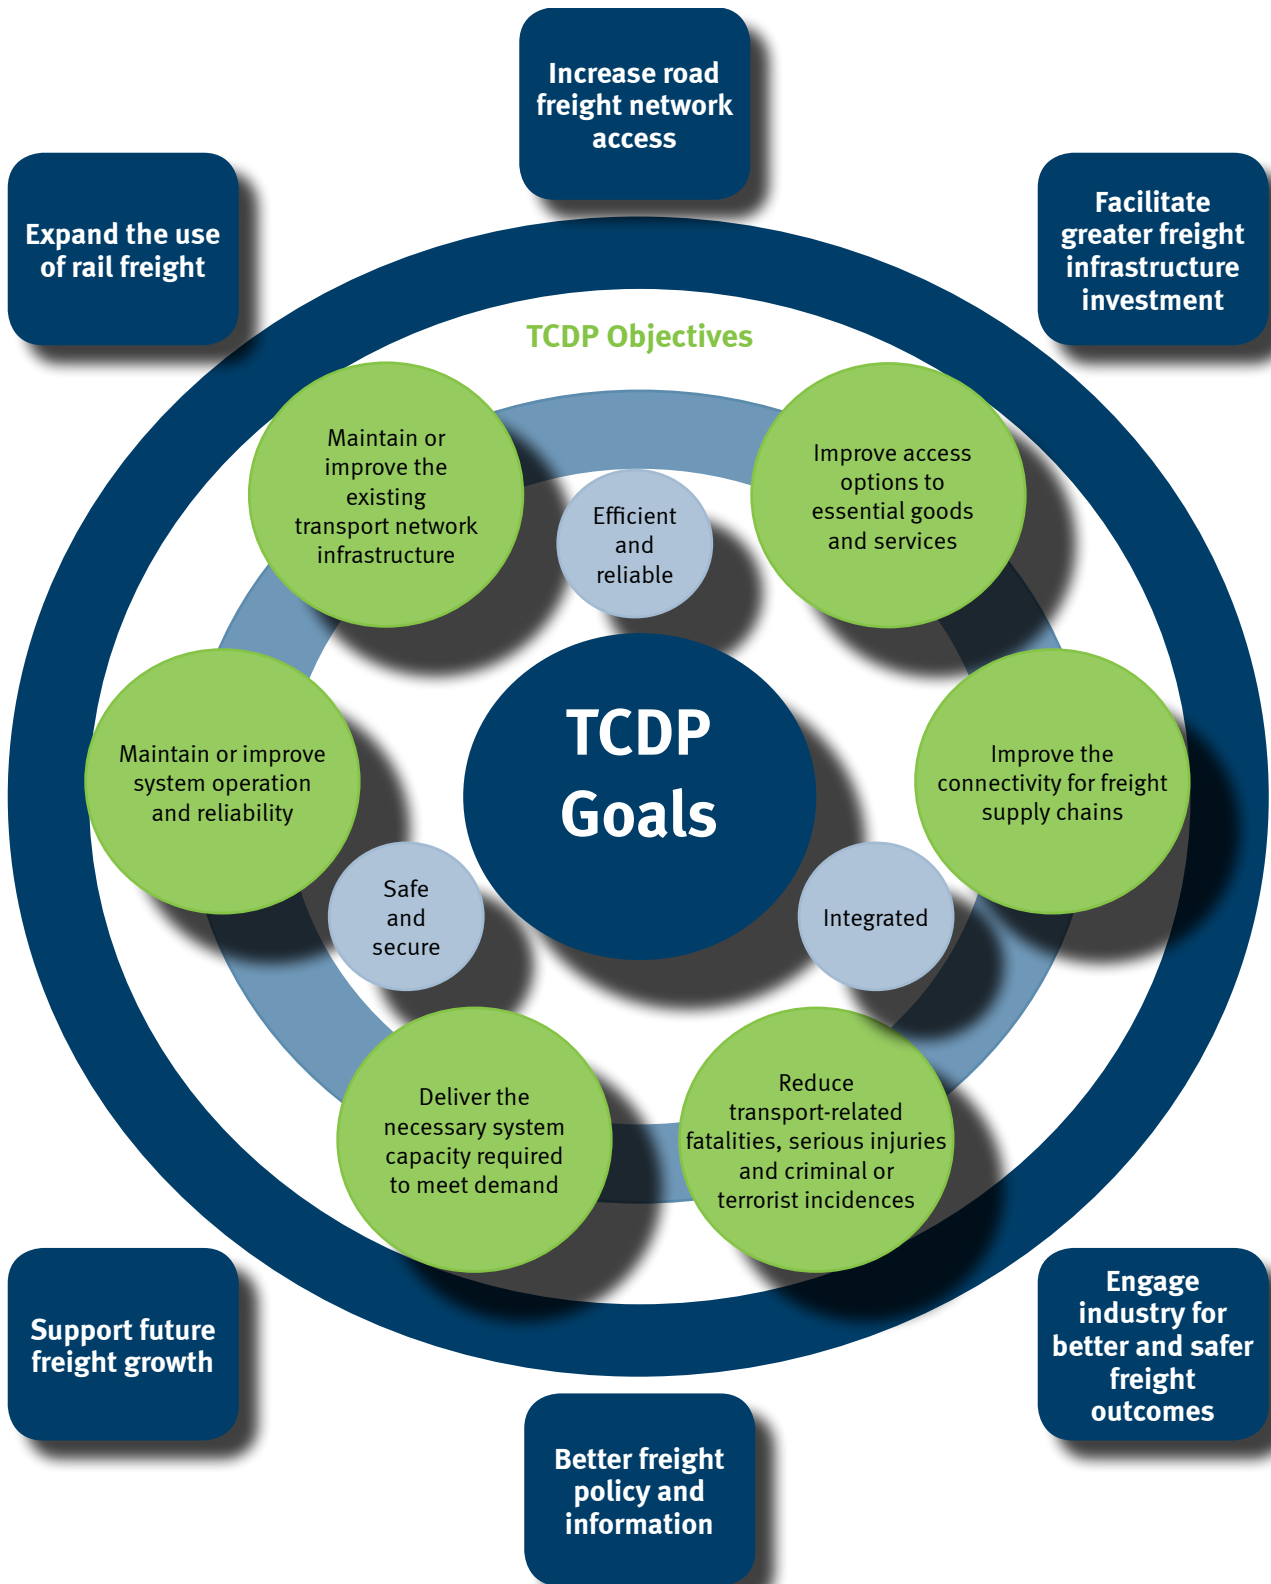 Increase road
freight network
access
Expand the use
of rail freight
Facilitate
greater freight
infrastructure
investment
TCDP Objectives
Maintain or
improve the
existing
transport network
infrastructure
Improve access
options to
essential goods
and services
Efficient
and
reliable
TCDP
Goals
Maintain or improve
system operation
and reliability
Improve the
connectivity for freight
supply chains
Safe
and
secure
Integrated
Deliver the
necessary system
capacity required
to meet demand
Reduce
transport-related
fatalities, serious injuries
and criminal or
terrorist incidences
Support future
freight growth
Engage
industry for
better and safer
freight
outcomes
Better freight
policy and
information